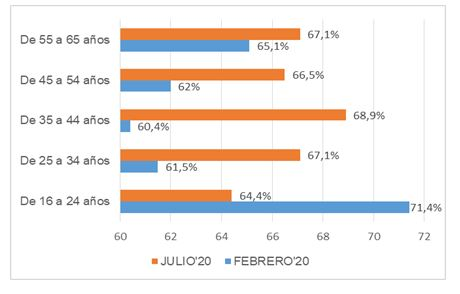 De 55 a 65 años
67,1%
65,1%
De 45 a 54 años
66,5%
62%
De 35 a 44 años
68,9%
60,4%
De 25 a 34 años
67,1%
61,5%
De 16 a 24 años
64,4%
71,4%
60 62 64 66 68 70 72
JULIO'20 FEBRERO'20